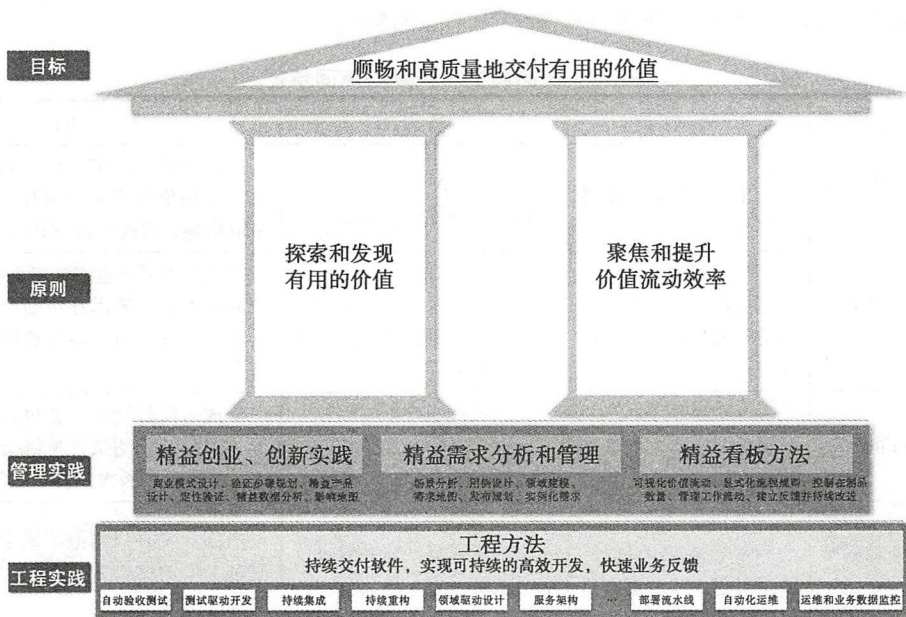 目标
顺畅和高质量地交付有用的价值
原则
探索和发现
有用的价值
聚焦和提升
价值流动效率
管理实践
精益创业、创新实践
商业模式设计、验证步骤规划、精益产品
设计、定性验证、精益数据分析、影响地图
精益需求分析和管理
场景分析、用例设计、领域建模、
需求地图、发布规划、实例化需求
精益看板方法
可视化价值流动、显式化流程规则、控制在制品
数量、管理工作流动、建立反馈并持续改进
工程实践
工程方法
持续交付软件，实现可持续的高效开发，快速业务反馈
自动验收测试
测试驱动开发
持续集成
持续重构
领域驱动设计
服务架构
...
部署流水线
自动化运维
运维和业务数据监控